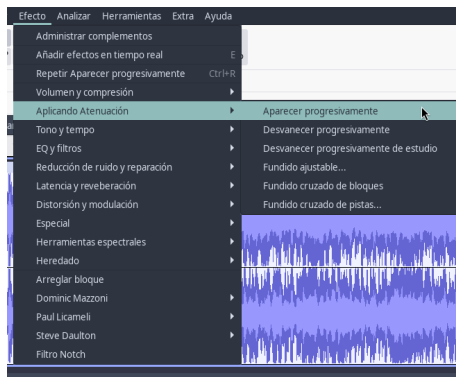 Efecto Analizar Herramientas Extra Ayuda
Administrar complementos
Añadir efectos en tiempo real E
Repetir Aparecer progresivamente Ctrl+R
Volumen y compresión
Aplicando Atenuación
Aparecer progresivamente
Tono y tempo
Desvanecer progresivamente
EQ y filtros
Desvanecer progresivamente de estudio
Reducción de ruido y reparación
Fundido ajustable...
Latencia y reveberación
Fundido cruzado de bloques
Distorsión y modulación
Fundido cruzado de pistas...
Especial
Herramientas espectrales
Heredado
Arreglar bloque
Dominic Mazzoni
Paul Licameli
Steve Daulton
Filtro Notch